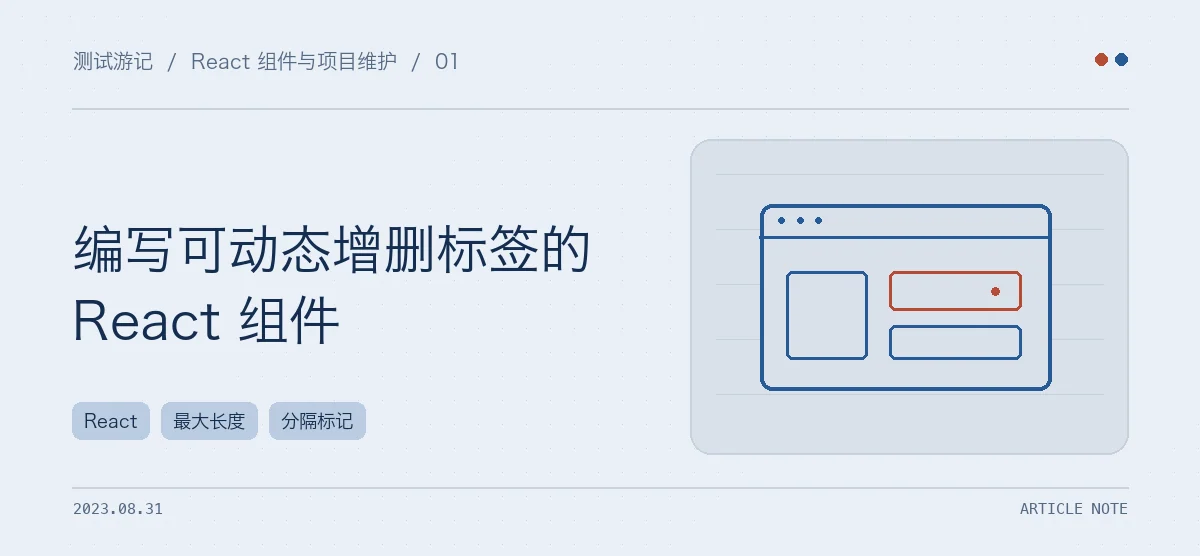 测试游记 / React 组件与项目维护 / 01
编写可动态增删标签的
React 组件
React 最大长度 分隔标记
2023.08.31 ARTICLE NOTE